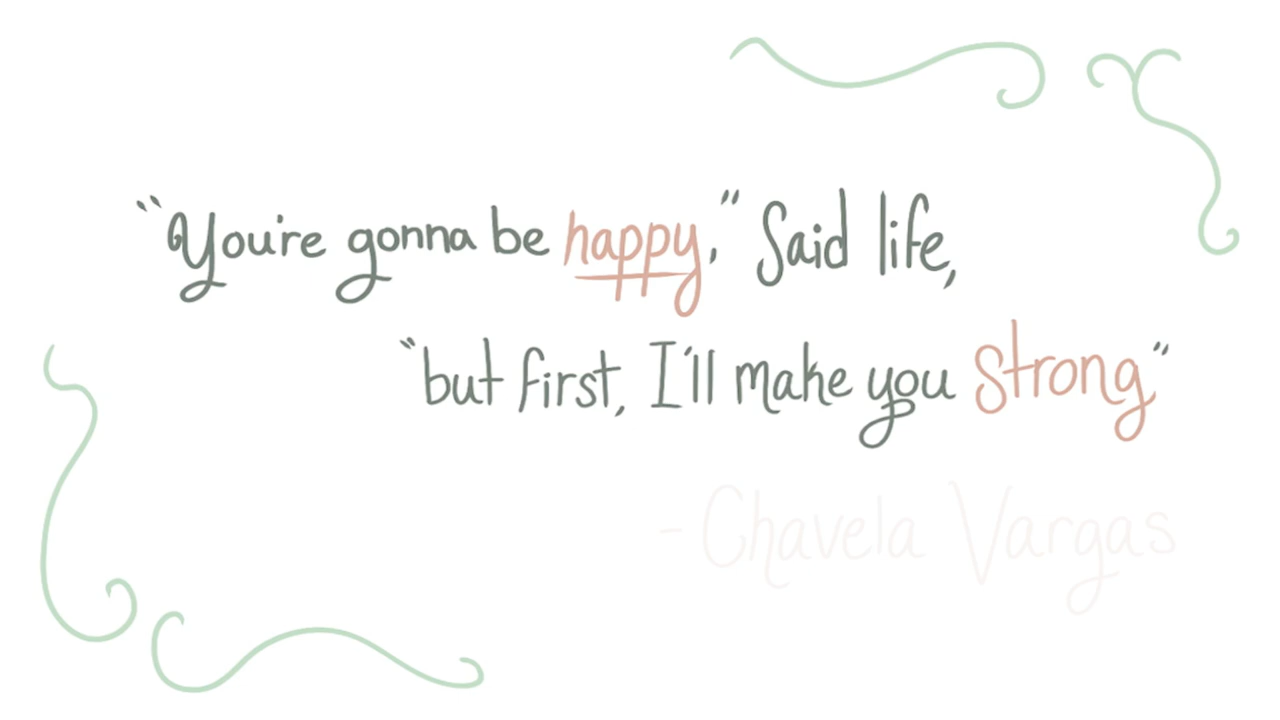 "You're gonna be happy," Said life,
"but first, I'll make you strong."
- Chavela Vargas